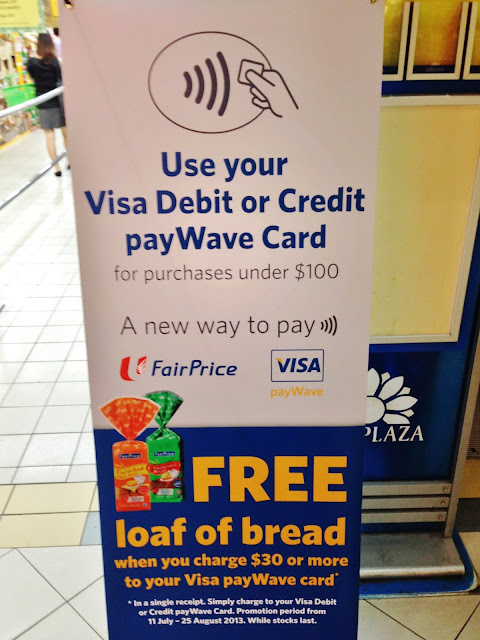 Use your
Visa Debit or Credit
payWave Card
for purchases under $100
A new way to pay
FairPrice
VISA
payWave
FairPrice
FREE
loaf of bread
when you charge $30 or more
to your Visa payWave card*
* In a single receipt. Simply charge to your Visa Debit
or Credit payWave Card. Promotion period from
11 July – 25 August 2013. While stocks last.
PLAZA